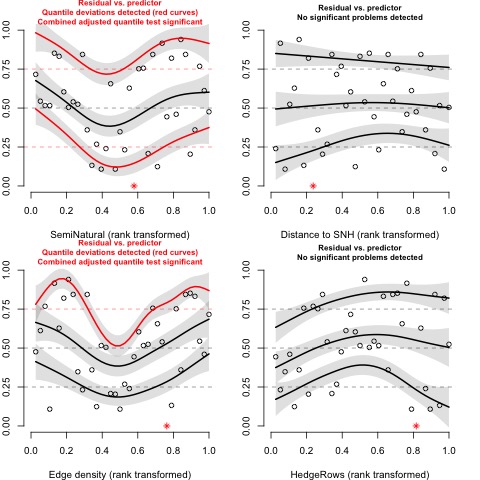 Residual vs. predictor
Quantile deviations detected (red curves)
Combined adjusted quantile test significant
0.00 0.25 0.50 0.75 1.00
0.0 0.2 0.4 0.6 0.8 1.0
SemiNatural (rank transformed)
Residual vs. predictor
No significant problems detected
0.00 0.25 0.50 0.75 1.00
0.0 0.2 0.4 0.6 0.8 1.0
Distance to SNH (rank transformed)
Residual vs. predictor
Quantile deviations detected (red curves)
Combined adjusted quantile test significant
0.00 0.25 0.50 0.75 1.00
0.0 0.2 0.4 0.6 0.8 1.0
Edge density (rank transformed)
Residual vs. predictor
No significant problems detected
0.00 0.25 0.50 0.75 1.00
0.0 0.2 0.4 0.6 0.8 1.0
HedgeRows (rank transformed)